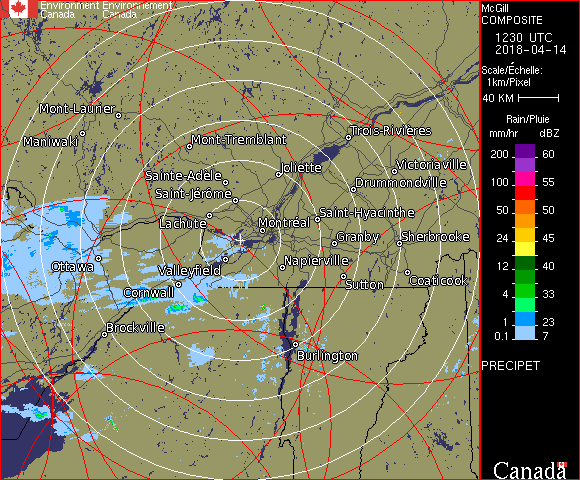 Environment Environnement
Canada Canada
McGill
COMPOSITE
1230 UTC
2018-04-14
Scale/Échelle:
1km/Pixel
40 KM
Rain/Pluie
mm/hr dBZ
200 60
100 55
50 50
24 45
12 40
4 33
1 23
0.1 7
PRECIPET
Canada
Mont-Laurier
Maniwaki
Mont-Tremblant
Trois-Rivières
Sainte-Adèle
Joliette
Victoriaville
Drummondville
Saint-Jérôme
Lachute
Montréal
Saint-Hyacinthe
Granby
Sherbrooke
Ottawa
Valleyfield
Napierville
Cornwall
Sutton
Coaticook
Brockville
Burlington